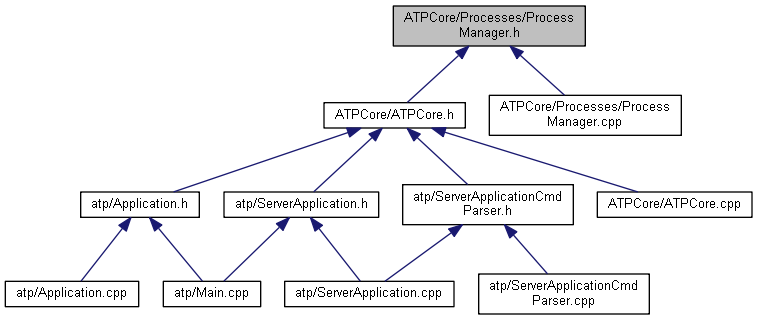 ATPCore/Processes/Process
Manager.h
ATPCore/ATPCore.h
ATPCore/Processes/Process
Manager.cpp
atp/Application.h
atp/ServerApplication.h
atp/ServerApplicationCmd
Parser.h
ATPCore/ATPCore.cpp
atp/Application.cpp
atp/Main.cpp
atp/ServerApplication.cpp
atp/ServerApplicationCmd
Parser.cpp